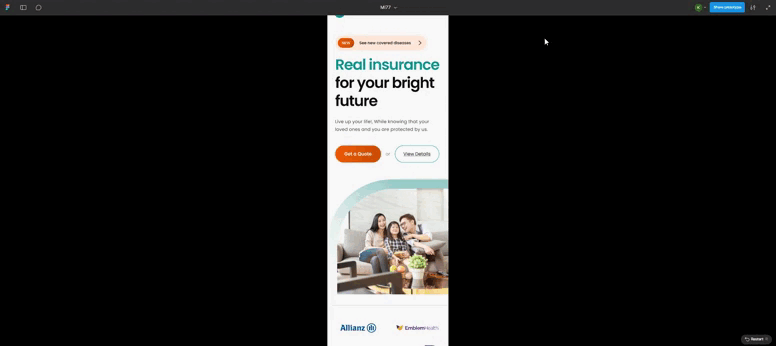 M177
Share prototype
NEW
See new covered diseases
Real insurance
for your bright
future
Live up your life!, While knowing that your
loved ones and you are protected by us.
Get a Quote
or
View Details
Allianz
EmblemHealth
Restart